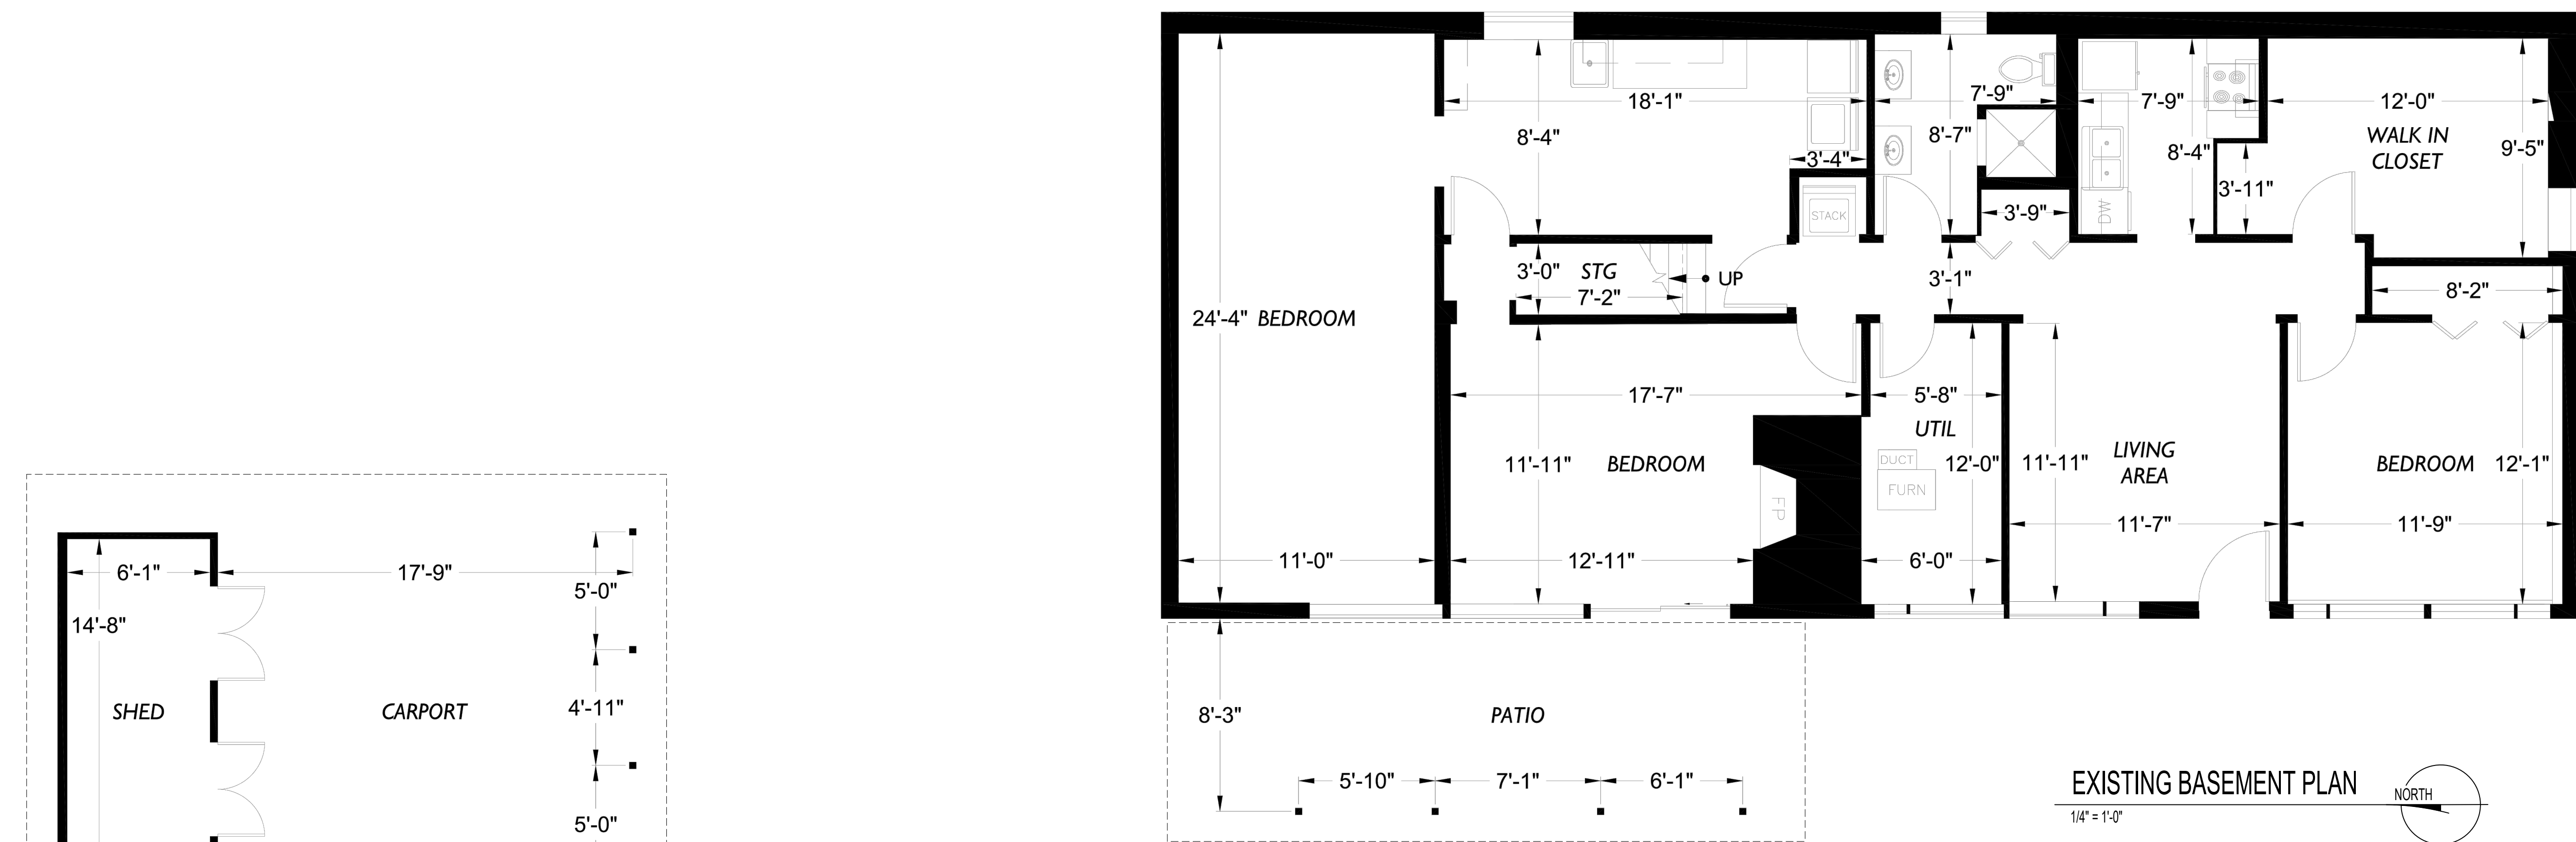 18'-1"
7'-9"
7'-9"
12'-0"
8'-4"
8'-7"
WALK IN
CLOSET
9'-5"
3'-4"
8'-4"
3'-11"
STACK
3'-9"
DW
3'-0"
STG
7'-2"
UP
3'-1"
8'-2"
24'-4"
BEDROOM
17'-7"
5'-8"
UTIL
11'-11"
BEDROOM
DUCT
12'-0"
FURN
FP
11'-11"
LIVING
AREA
BEDROOM
12'-1"
11'-7"
11'-9"
11'-0"
12'-11"
6'-0"
6'-1"
17'-9"
5'-0"
14'-8"
SHED
CARPORT
4'-11"
5'-0"
8'-3"
PATIO
5'-10"
7'-1"
6'-1"
EXISTING BASEMENT PLAN
1/4" = 1'-0"
NORTH